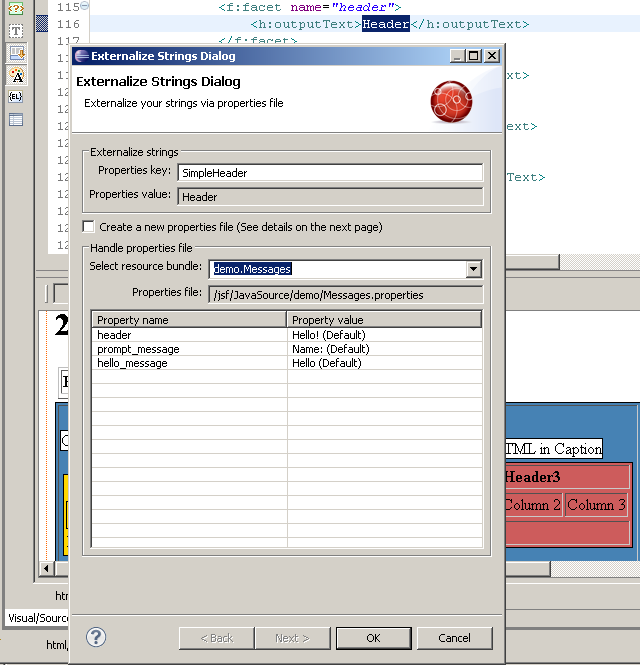 115 <f:facet name="header">
116 <h:outputText>Header</h:outputText>
117 </f:facet>
Externalize Strings Dialog
Externalize Strings Dialog
Externalize your strings via properties file
Externalize strings
Properties key: SimpleHeader
Properties value: Header
Create a new properties file (See details on the next page)
Handle properties file
Select resource bundle: demo.Messages
Properties file: /jsf/JavaSource/demo/Messages.properties
Property name Property value
header Hello! (Default)
prompt_message Name: (Default)
hello_message Hello (Default)
TML in Caption
Header3
Column 2 Column 3
Visual/Source
html,
< Back Next > OK Cancel